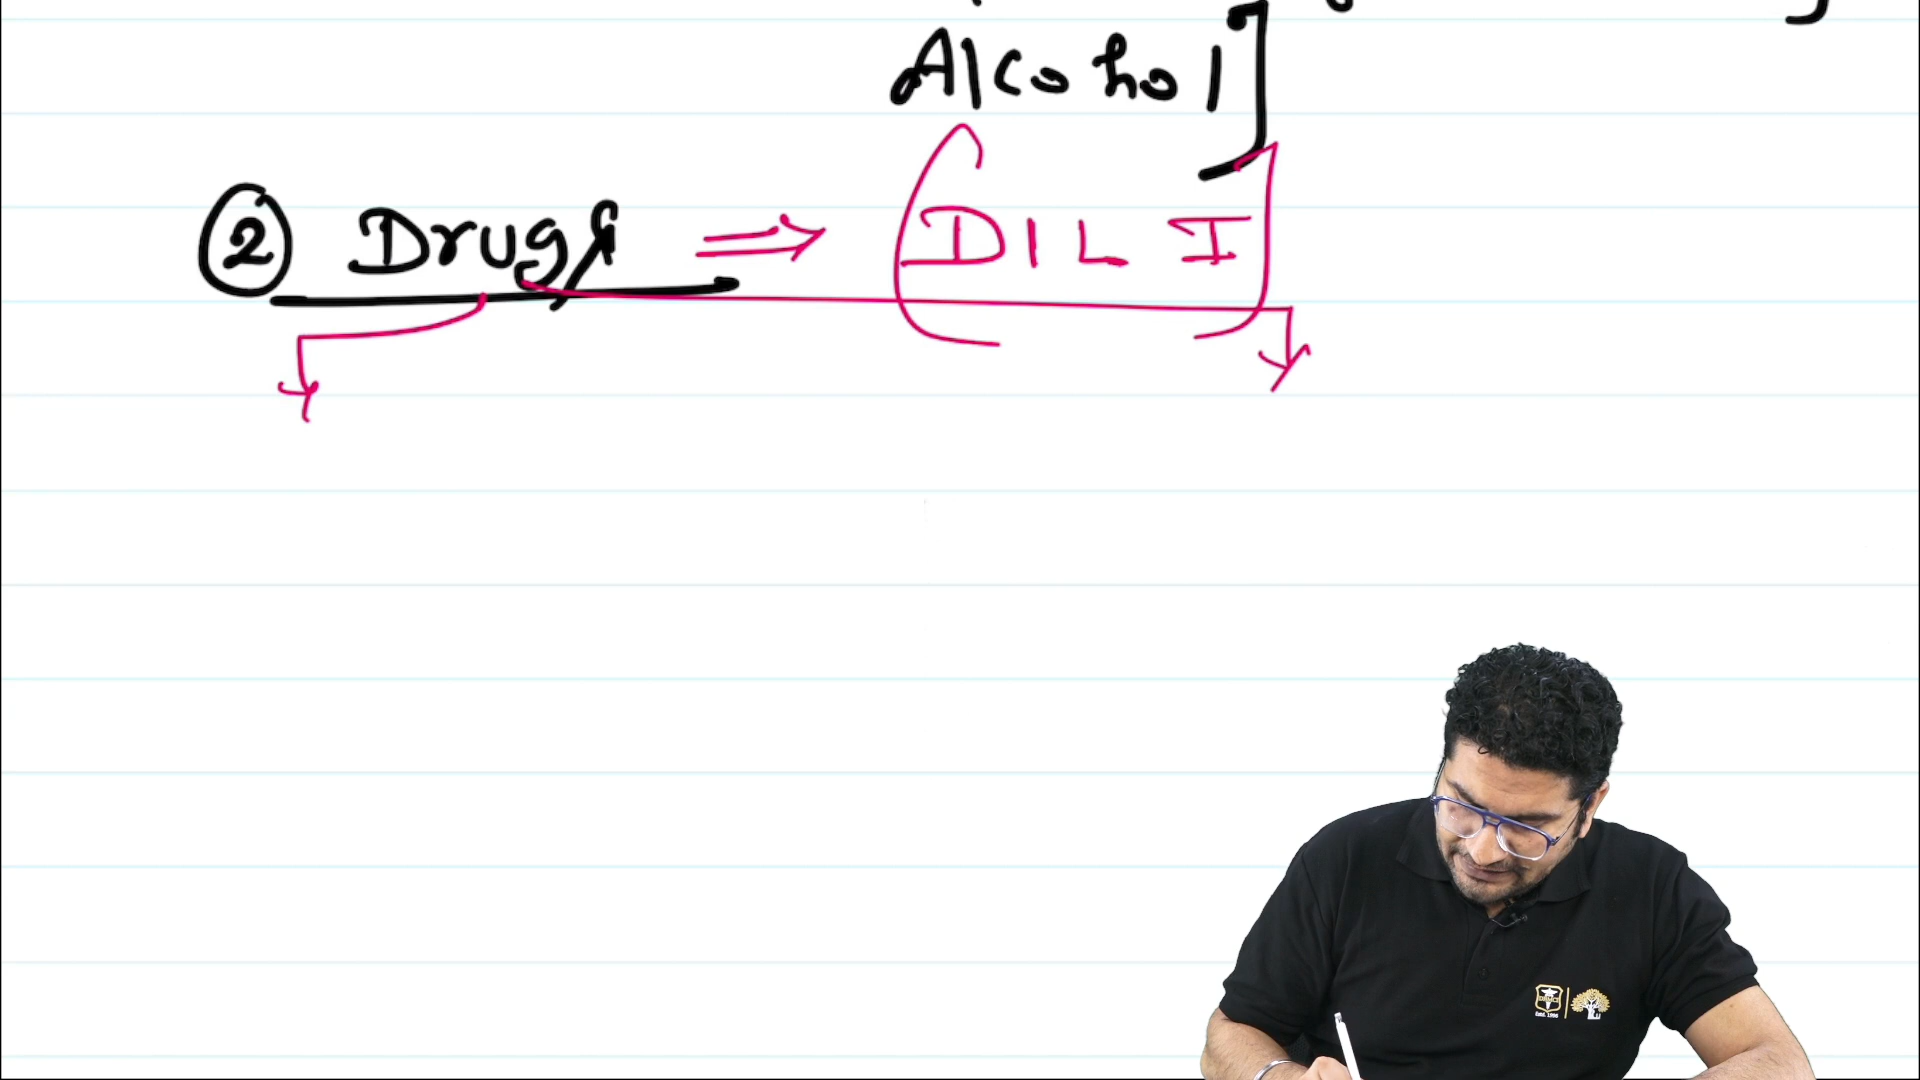 Alcohol]
② Drugs ⇒ (DILI)